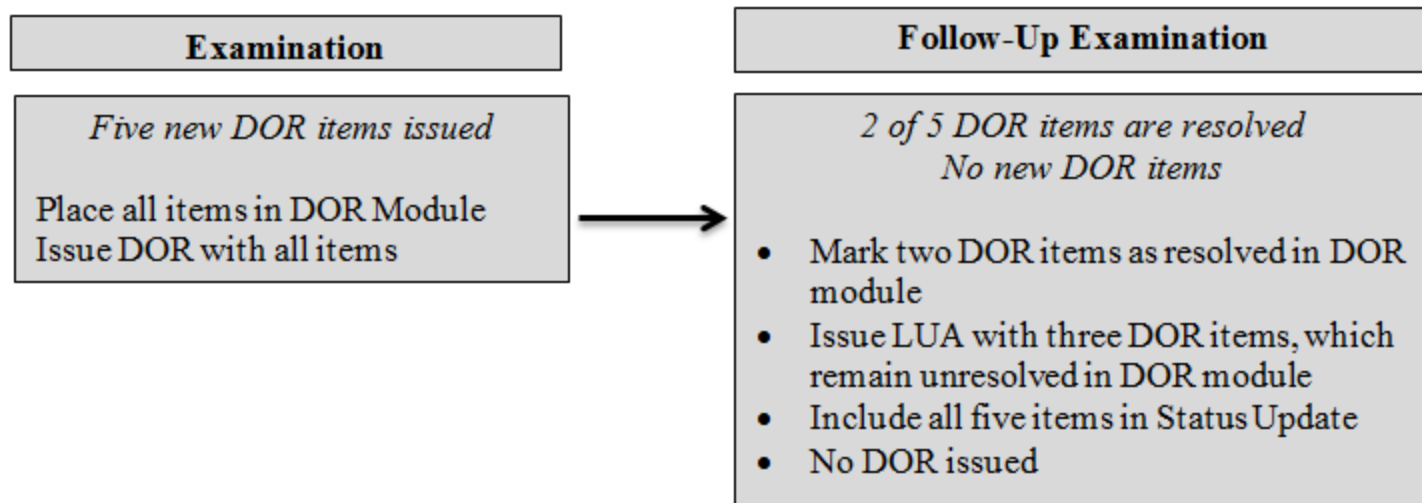 Examination
Five new DOR items issued
Place all items in DOR Module
Issue DOR with all items
Follow-Up Examination
2 of 5 DOR items are resolved
No new DOR items
• Mark two DOR items as resolved in DOR
module
• Issue LUA with three DOR items, which
remain unresolved in DOR module
• Include all five items in Status Update
• No DOR issued